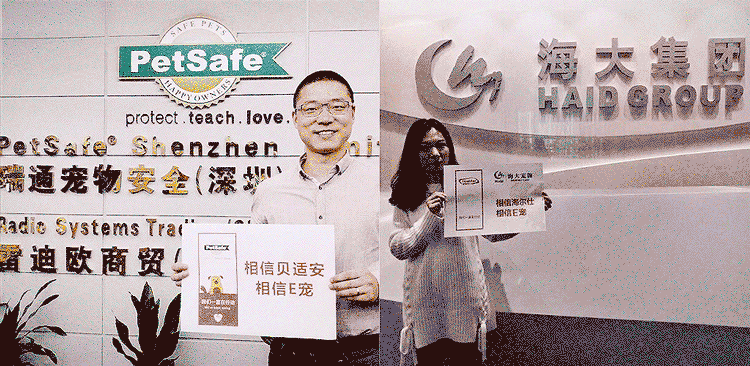 SAFE PETS
PetSafe®
HAPPY OWNERS
protect.teach.love.
PetSafe® Shenzhen
瑞通宠物安全(深圳)
Radio Systems Trading
雷迪欧商贸
PetSafe
相信贝适安
相信E宠
海大集团
HAID GROUP
海大宠物
相信海尔仕
相信E宠